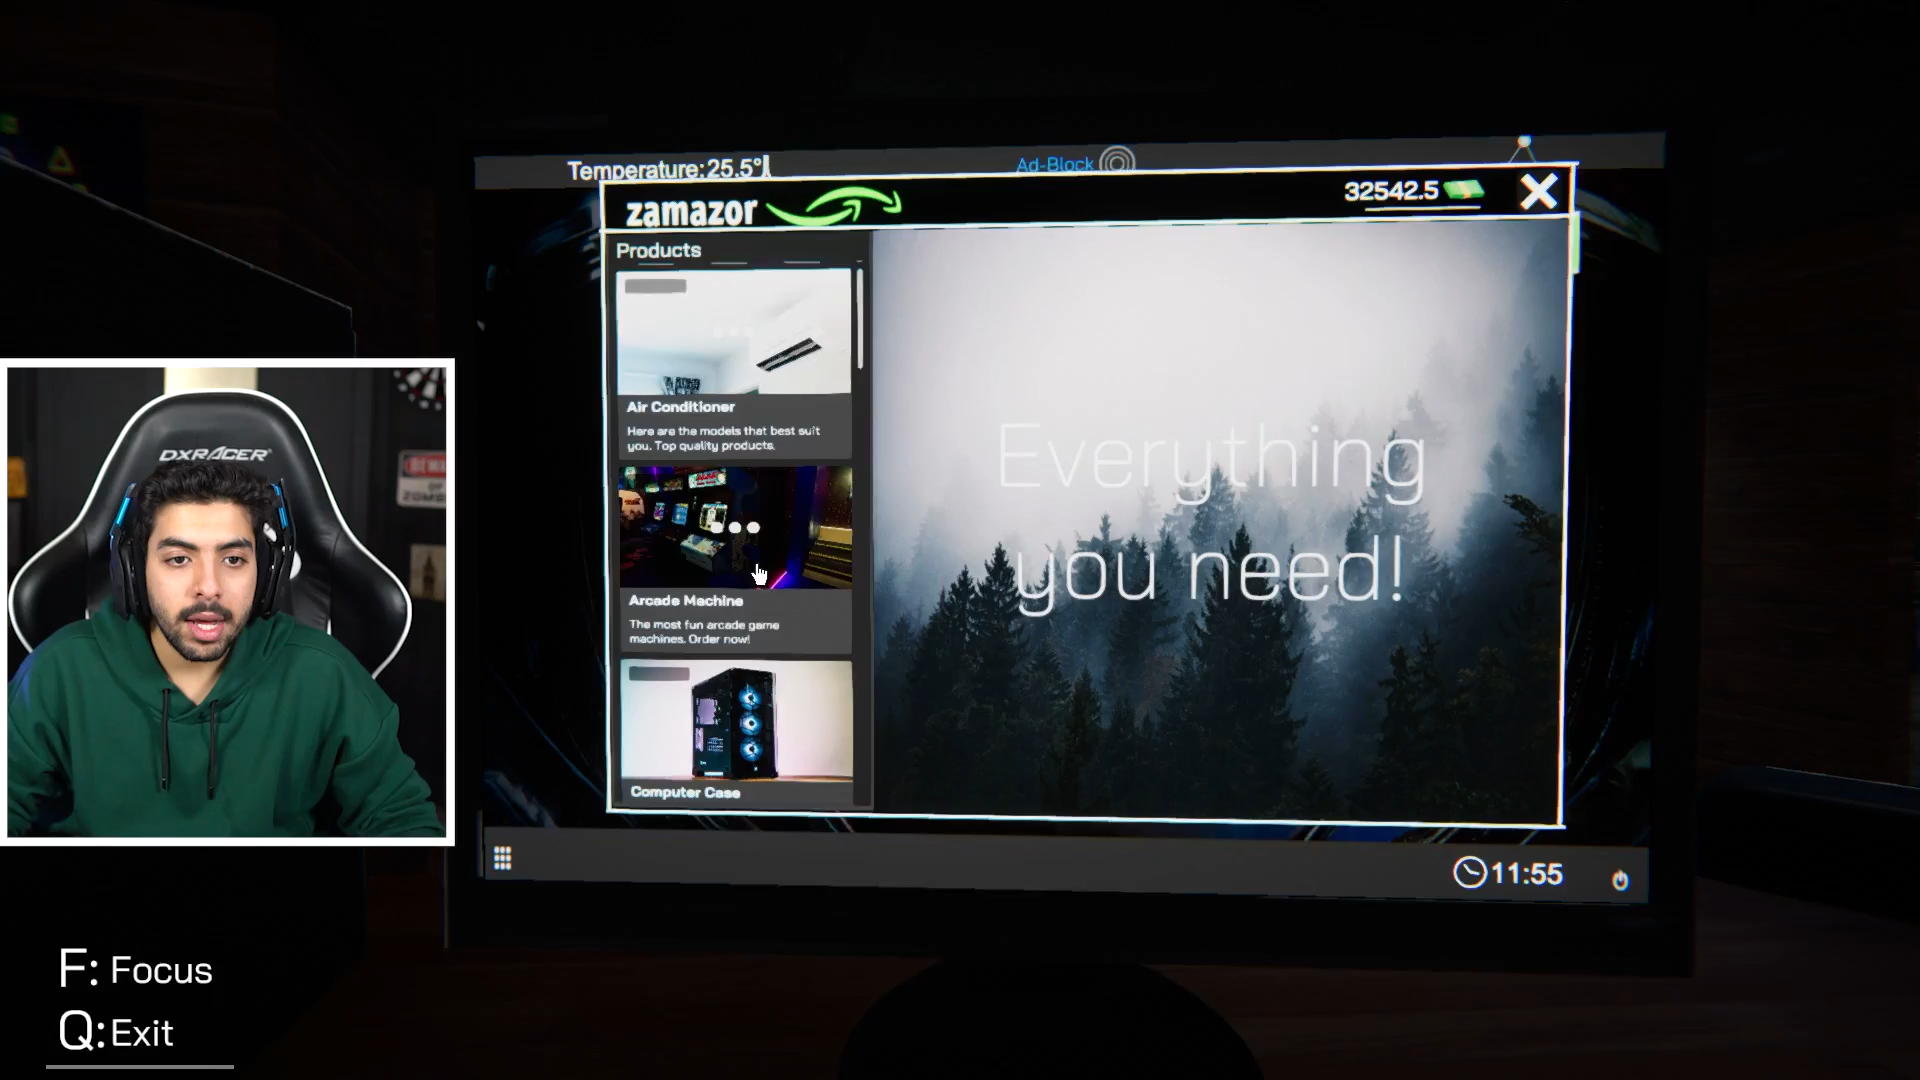 Temperature:25.5°
Ad-Block
zamazor
32542.5
Products
Air Conditioner
Here are the models that best suit
you. Top quality products.
Arcade Machine
The most fun arcade game
machines. Order now!
Computer Case
Everything
you need!
11:55
DXRACER
F: Focus
Q: Exit